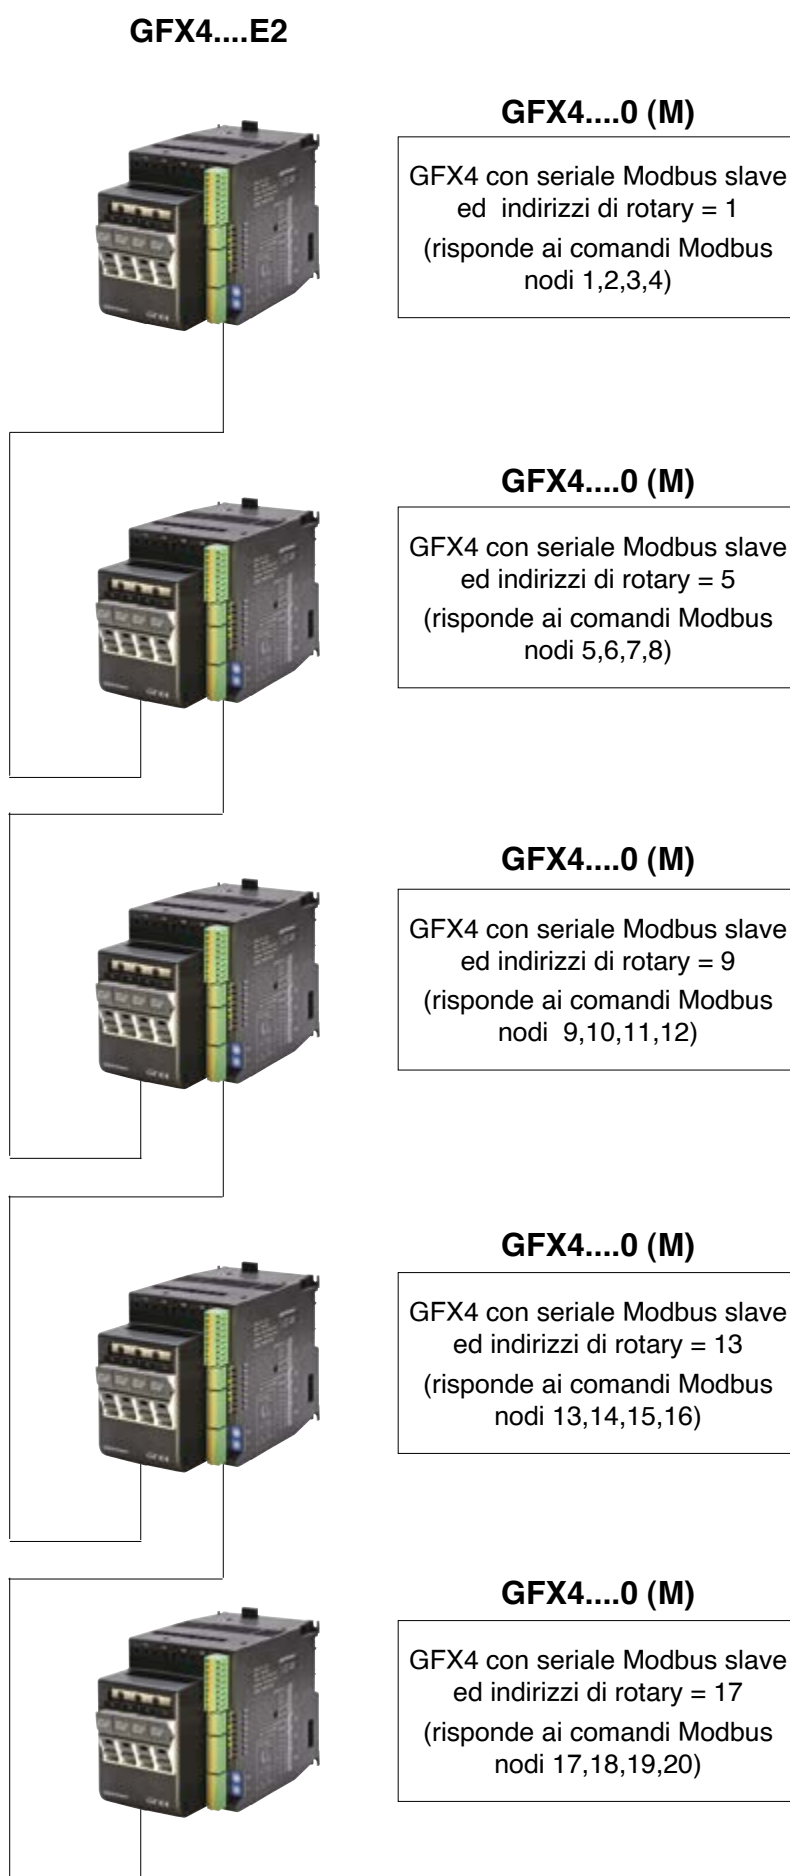 GFX4....E2
GFX4....0 (M)
GFX4 con seriale Modbus slave
ed indirizzi di rotary = 1
(risponde ai comandi Modbus
nodi 1,2,3,4)
GFX4....0 (M)
GFX4 con seriale Modbus slave
ed indirizzi di rotary = 5
(risponde ai comandi Modbus
nodi 5,6,7,8)
GFX4....0 (M)
GFX4 con seriale Modbus slave
ed indirizzi di rotary = 9
(risponde ai comandi Modbus
nodi 9,10,11,12)
GFX4....0 (M)
GFX4 con seriale Modbus slave
ed indirizzi di rotary = 13
(risponde ai comandi Modbus
nodi 13,14,15,16)
GFX4....0 (M)
GFX4 con seriale Modbus slave
ed indirizzi di rotary = 17
(risponde ai comandi Modbus
nodi 17,18,19,20)